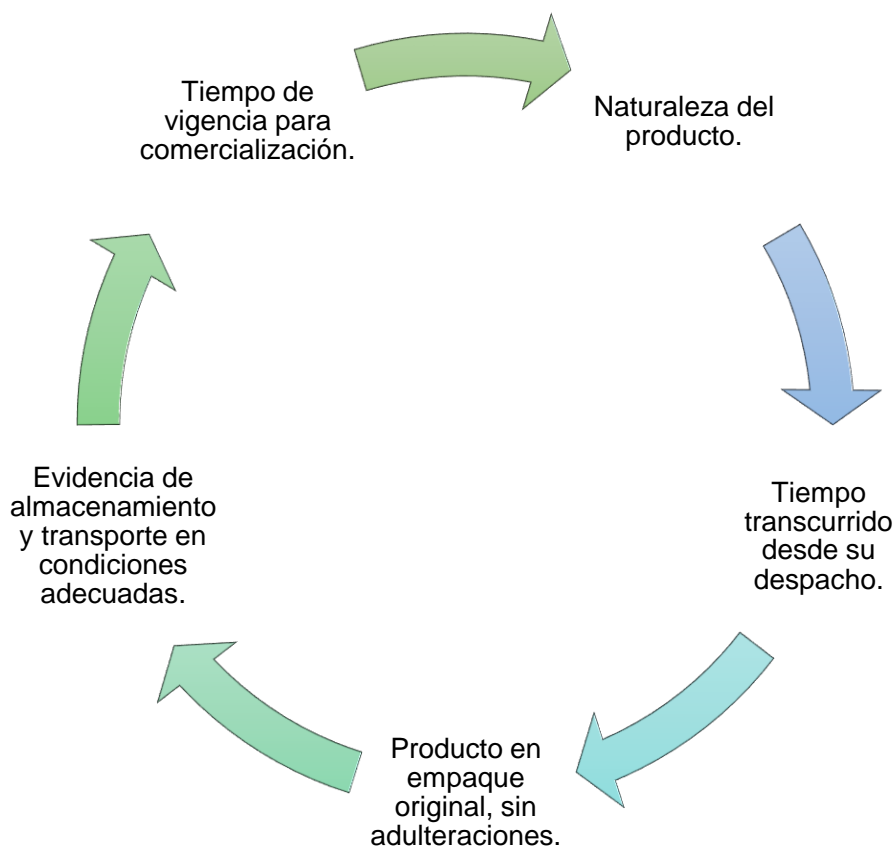 Tiempo de
vigencia para
comercialización.
Naturaleza del
producto.
Tiempo
transcurrido
desde su
despacho.
Producto en
empaque
original, sin
adulteraciones.
Evidencia de
almacenamiento
y transporte en
condiciones
adecuadas.